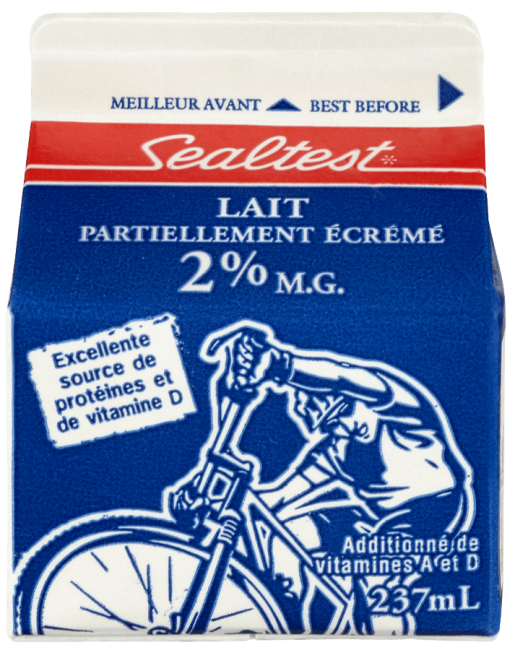 MEILLEUR AVANT BEST BEFORE
Sealtest*
LAIT
PARTIELLEMENT ÉCRÉMÉ
2% M.G.
Excellente
source de
protéines et
de vitamine D
Additionné de
vitamines A et D
237mL